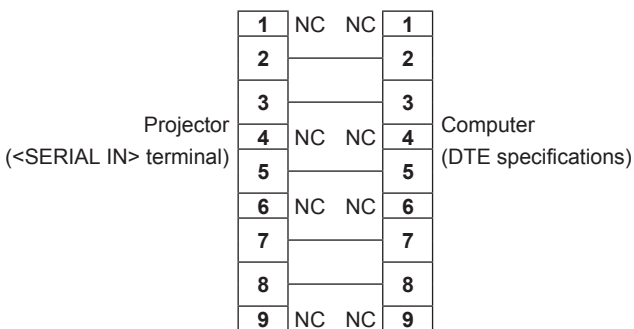 1 NC NC 1
2 2
3 3
Projector
(<SERIAL IN> terminal)
4 NC NC 4
Computer
(DTE specifications)
5 5
6 NC NC 6
7 7
8 8
9 NC NC 9